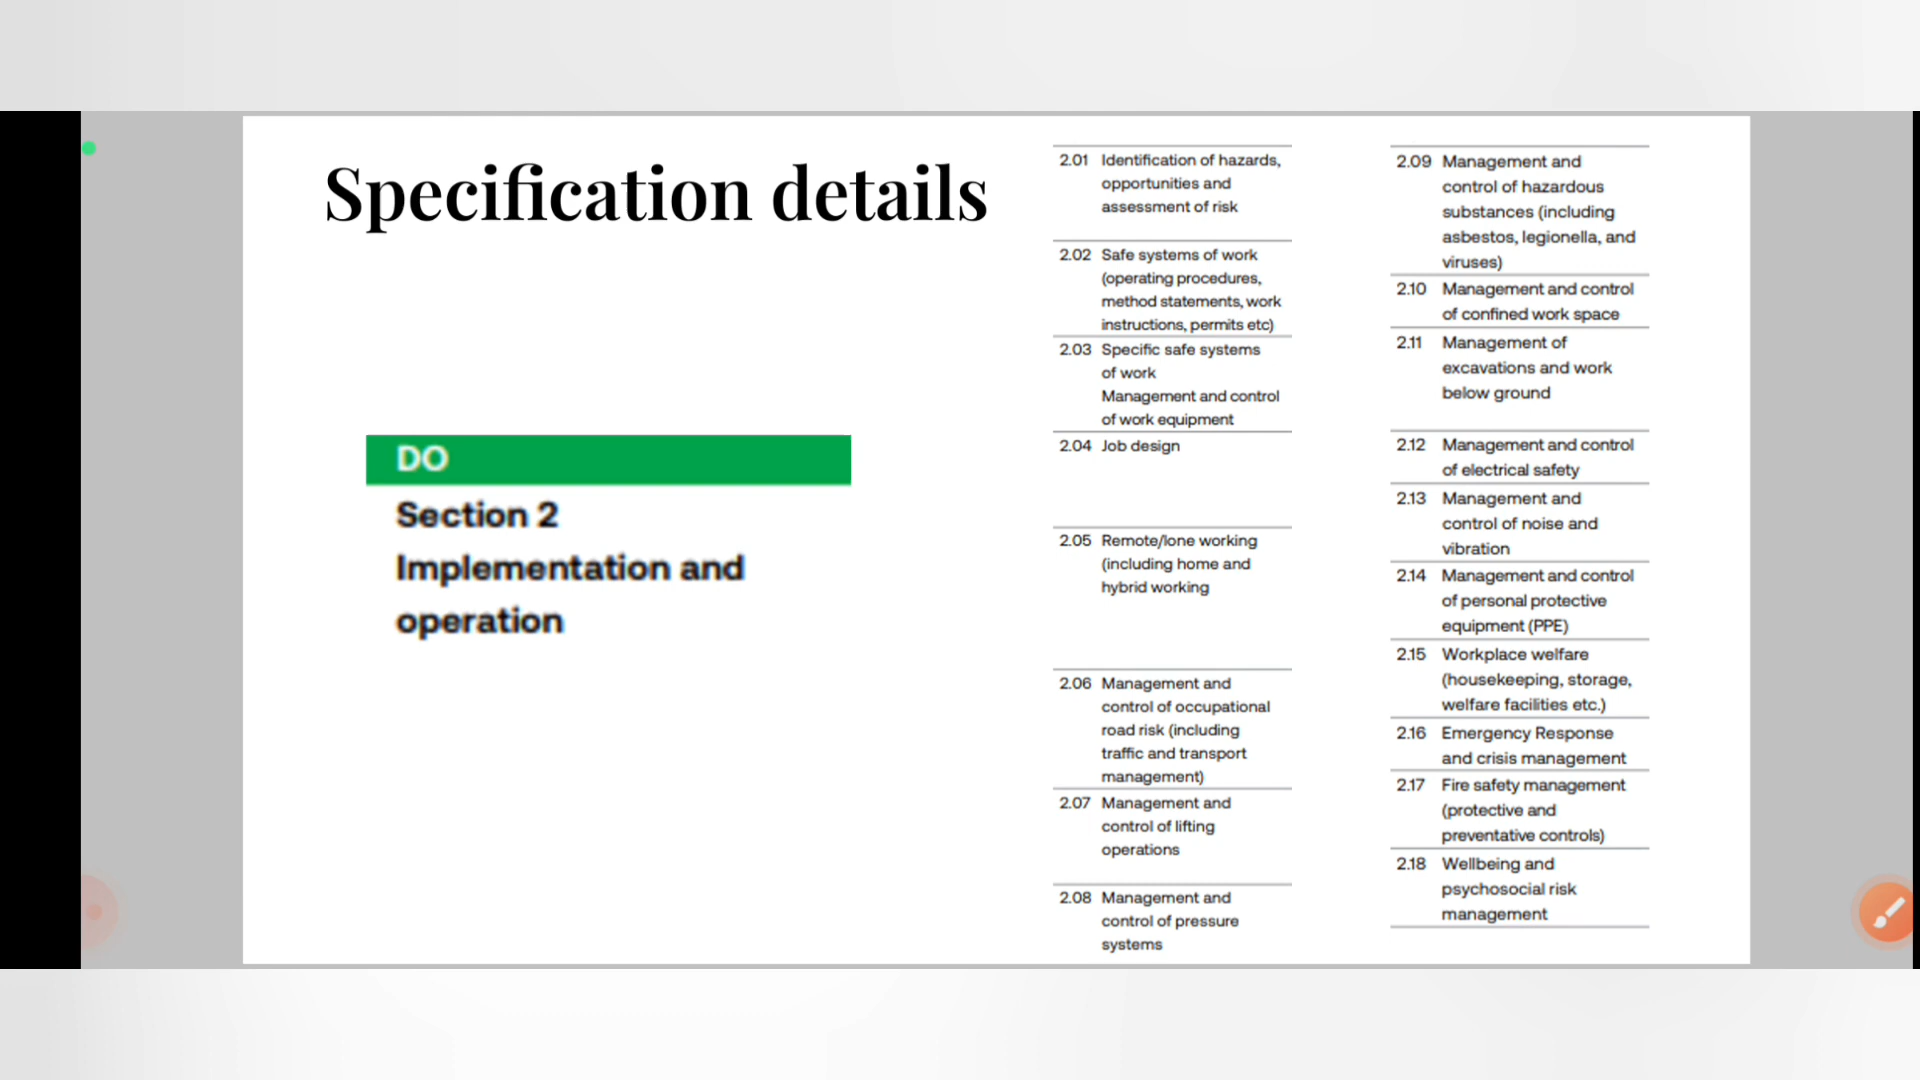 Specification details
DO
Section 2
Implementation and
operation
2.01 Identification of hazards,
opportunities and
assessment of risk
2.02 Safe systems of work
(operating procedures,
method statements, work
instructions, permits etc)
2.03 Specific safe systems
of work
Management and control
of work equipment
2.04 Job design
2.05 Remote/lone working
(including home and
hybrid working
2.06 Management and
control of occupational
road risk (including
traffic and transport
management)
2.07 Management and
control of lifting
operations
2.08 Management and
control of pressure
systems
2.09 Management and
control of hazardous
substances (including
asbestos, legionella, and
viruses)
2.10 Management and control
of confined work space
2.11 Management of
excavations and work
below ground
2.12 Management and control
of electrical safety
2.13 Management and
control of noise and
vibration
2.14 Management and control
of personal protective
equipment (PPE)
2.15 Workplace welfare
(housekeeping, storage,
welfare facilities etc.)
2.16 Emergency Response
and crisis management
2.17 Fire safety management
(protective and
preventative controls)
2.18 Wellbeing and
psychosocial risk
management